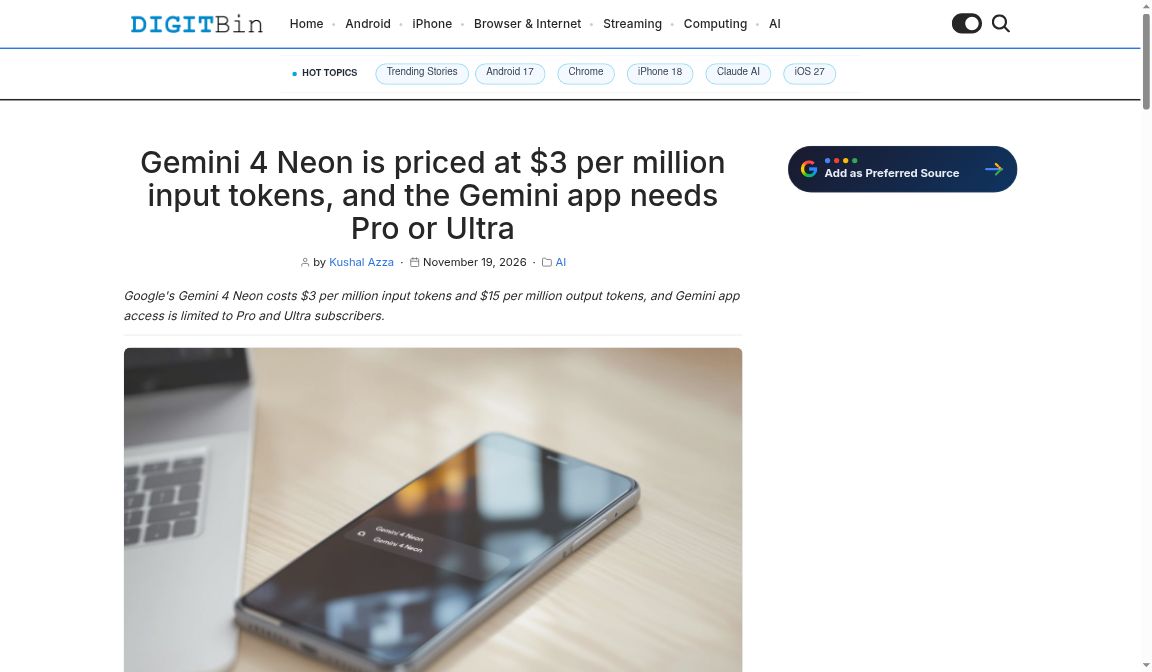 DIGITBin
Home
Android
iPhone
Browser & Internet
Streaming
Computing
AI
HOT TOPICS
Trending Stories
Android 17
Chrome
iPhone 18
Claude AI
iOS 27
Gemini 4 Neon is priced at $3 per million
input tokens, and the Gemini app needs
Pro or Ultra
by Kushal Azza · November 19, 2026 · AI
Google's Gemini 4 Neon costs $3 per million input tokens and $15 per million output tokens, and Gemini app
access is limited to Pro and Ultra subscribers.
Add as Preferred Source
Gemini 4 Neon
Gemini 4 Neon